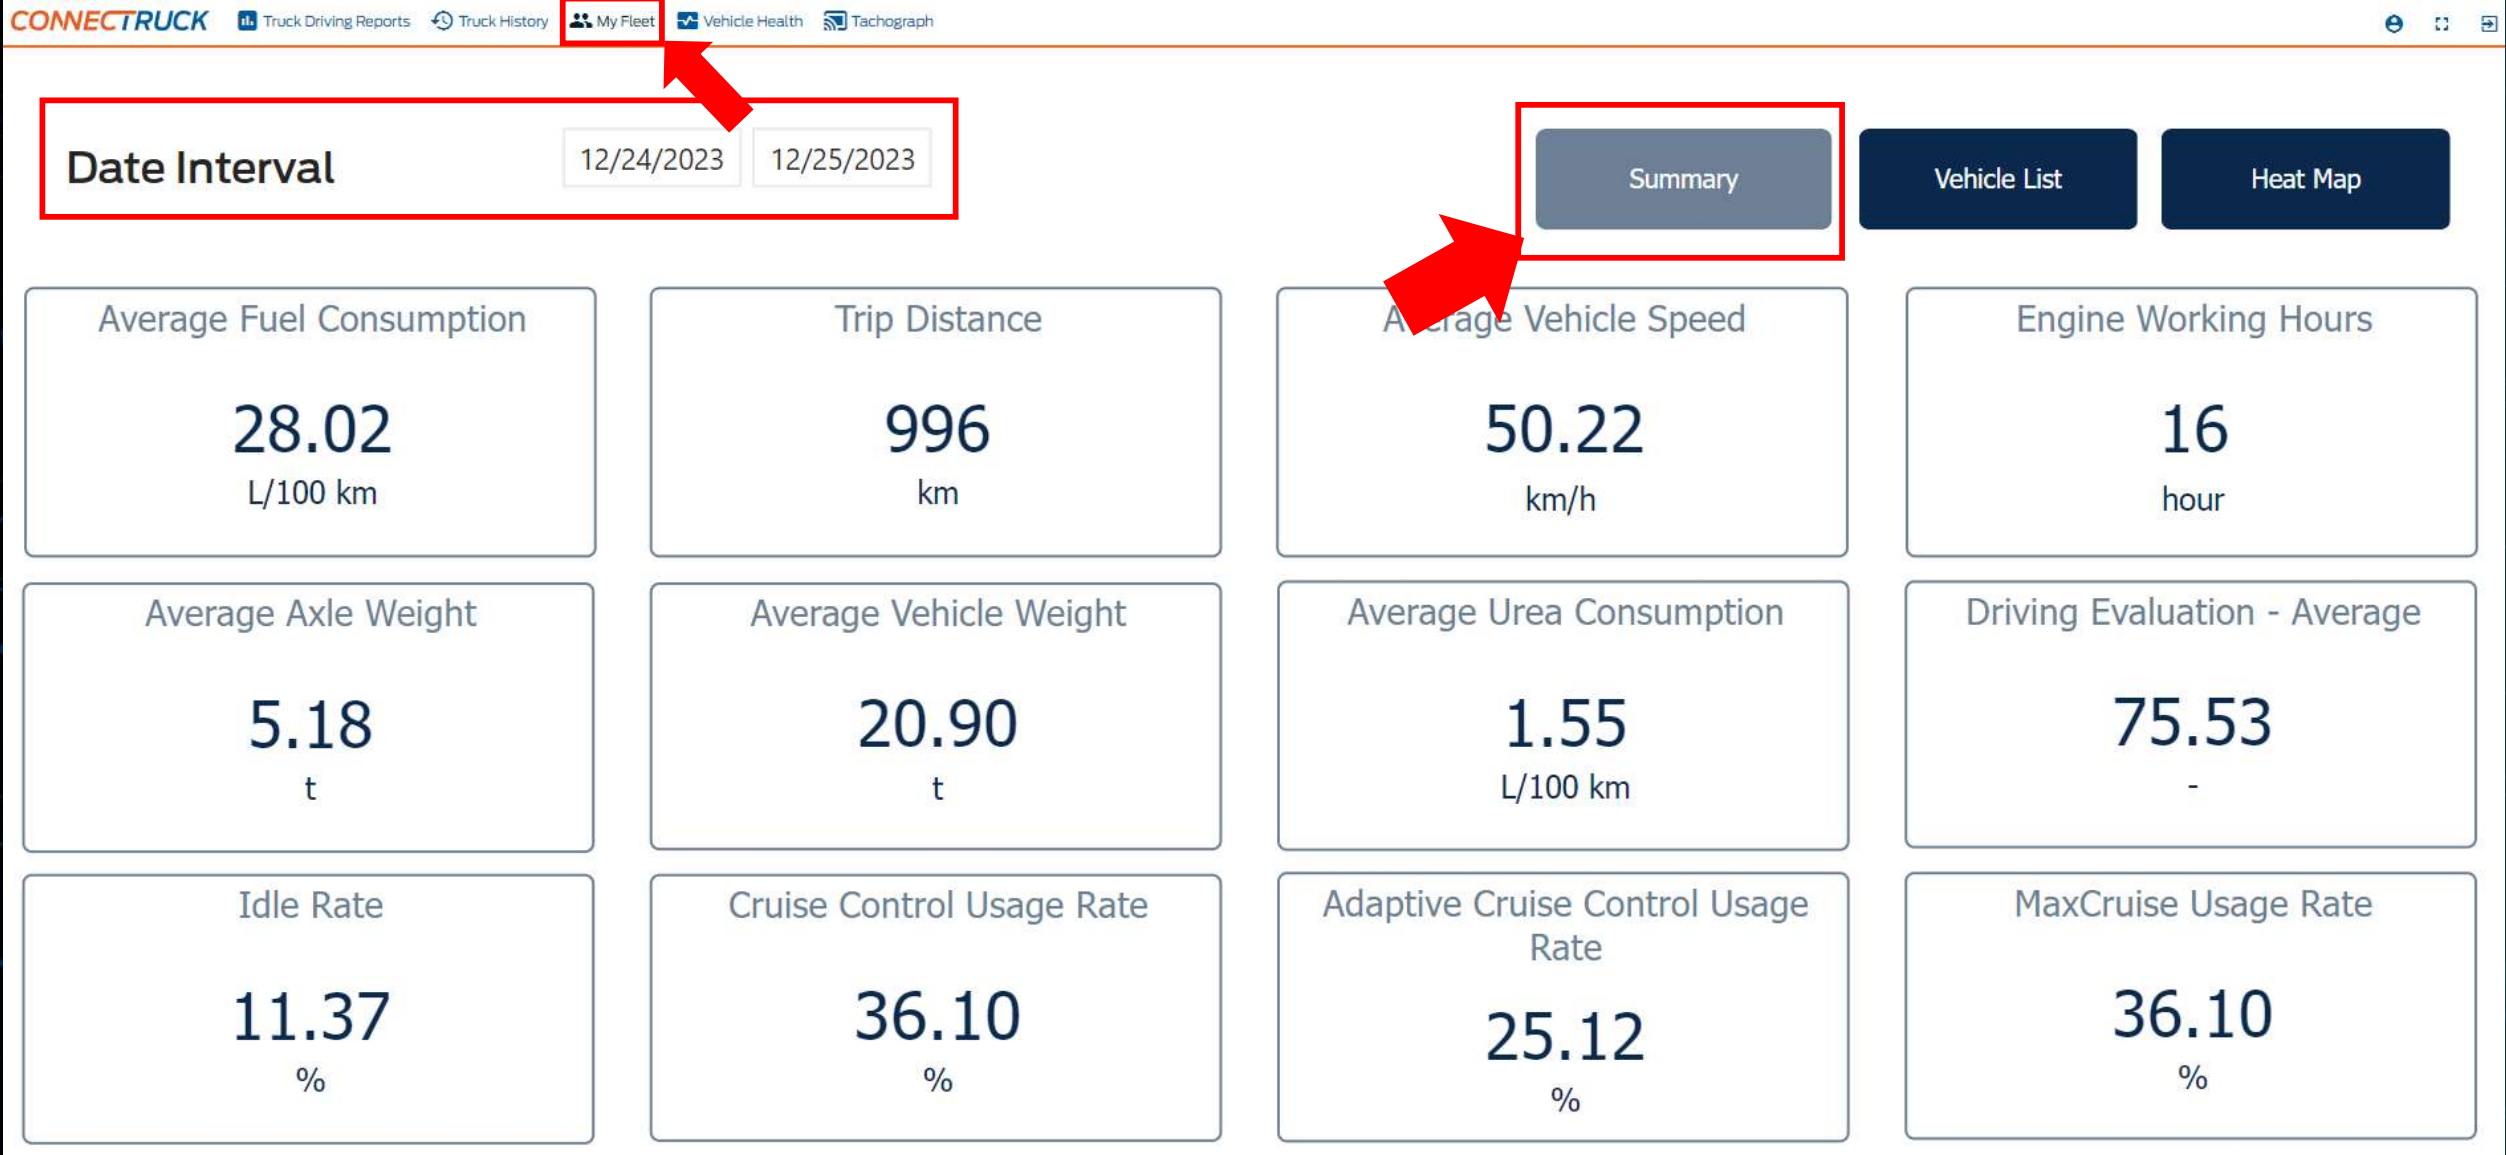 CONNECTRUCK Truck Driving Reports Truck History My Fleet Vehicle Health Tachograph
Date Interval 12/24/2023 12/25/2023
Summary Vehicle List Heat Map
Average Fuel Consumption
28.02
L/100 km
Trip Distance
996
km
Average Vehicle Speed
50.22
km/h
Engine Working Hours
16
hour
Average Axle Weight
5.18
t
Average Vehicle Weight
20.90
t
Average Urea Consumption
1.55
L/100 km
Driving Evaluation - Average
75.53
-
Idle Rate
11.37
%
Cruise Control Usage Rate
36.10
%
Adaptive Cruise Control Usage
Rate
25.12
%
MaxCruise Usage Rate
36.10
%